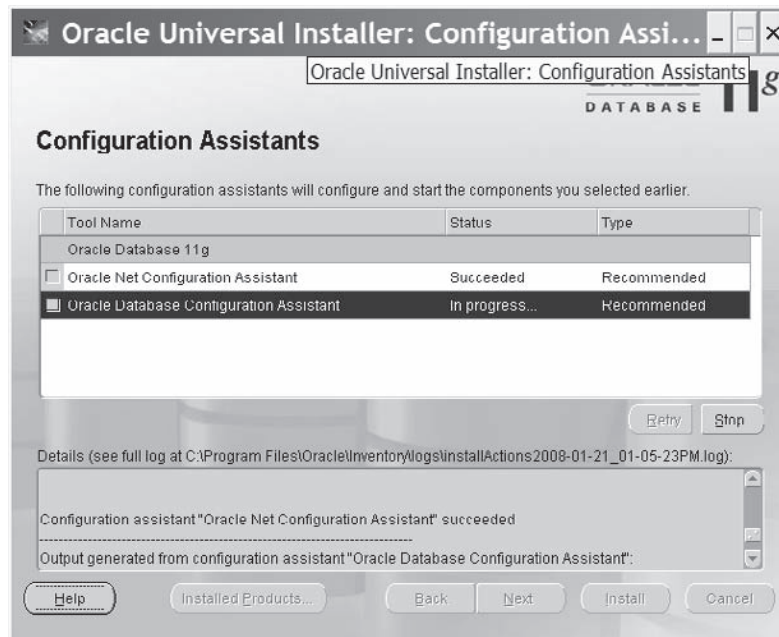 Oracle Universal Installer: Configuration Assi...
Oracle Universal Installer: Configuration Assistants
DATABASE 11g
Configuration Assistants
The following configuration assistants will configure and start the components you selected earlier.
Tool Name Status Type
Oracle Database 11g
Oracle Net Configuration Assistant Succeeded Recommended
Oracle Database Configuration Assistant In progress... Recommended
Retry Stop
Details (see full log at C:\Program Files\Oracle\Inventory\logs\installActions2008-01-21_01-05-23PM.log):
Configuration assistant "Oracle Net Configuration Assistant" succeeded
Output generated from configuration assistant "Oracle Database Configuration Assistant":
Help Installed Products... Back Next Install Cancel